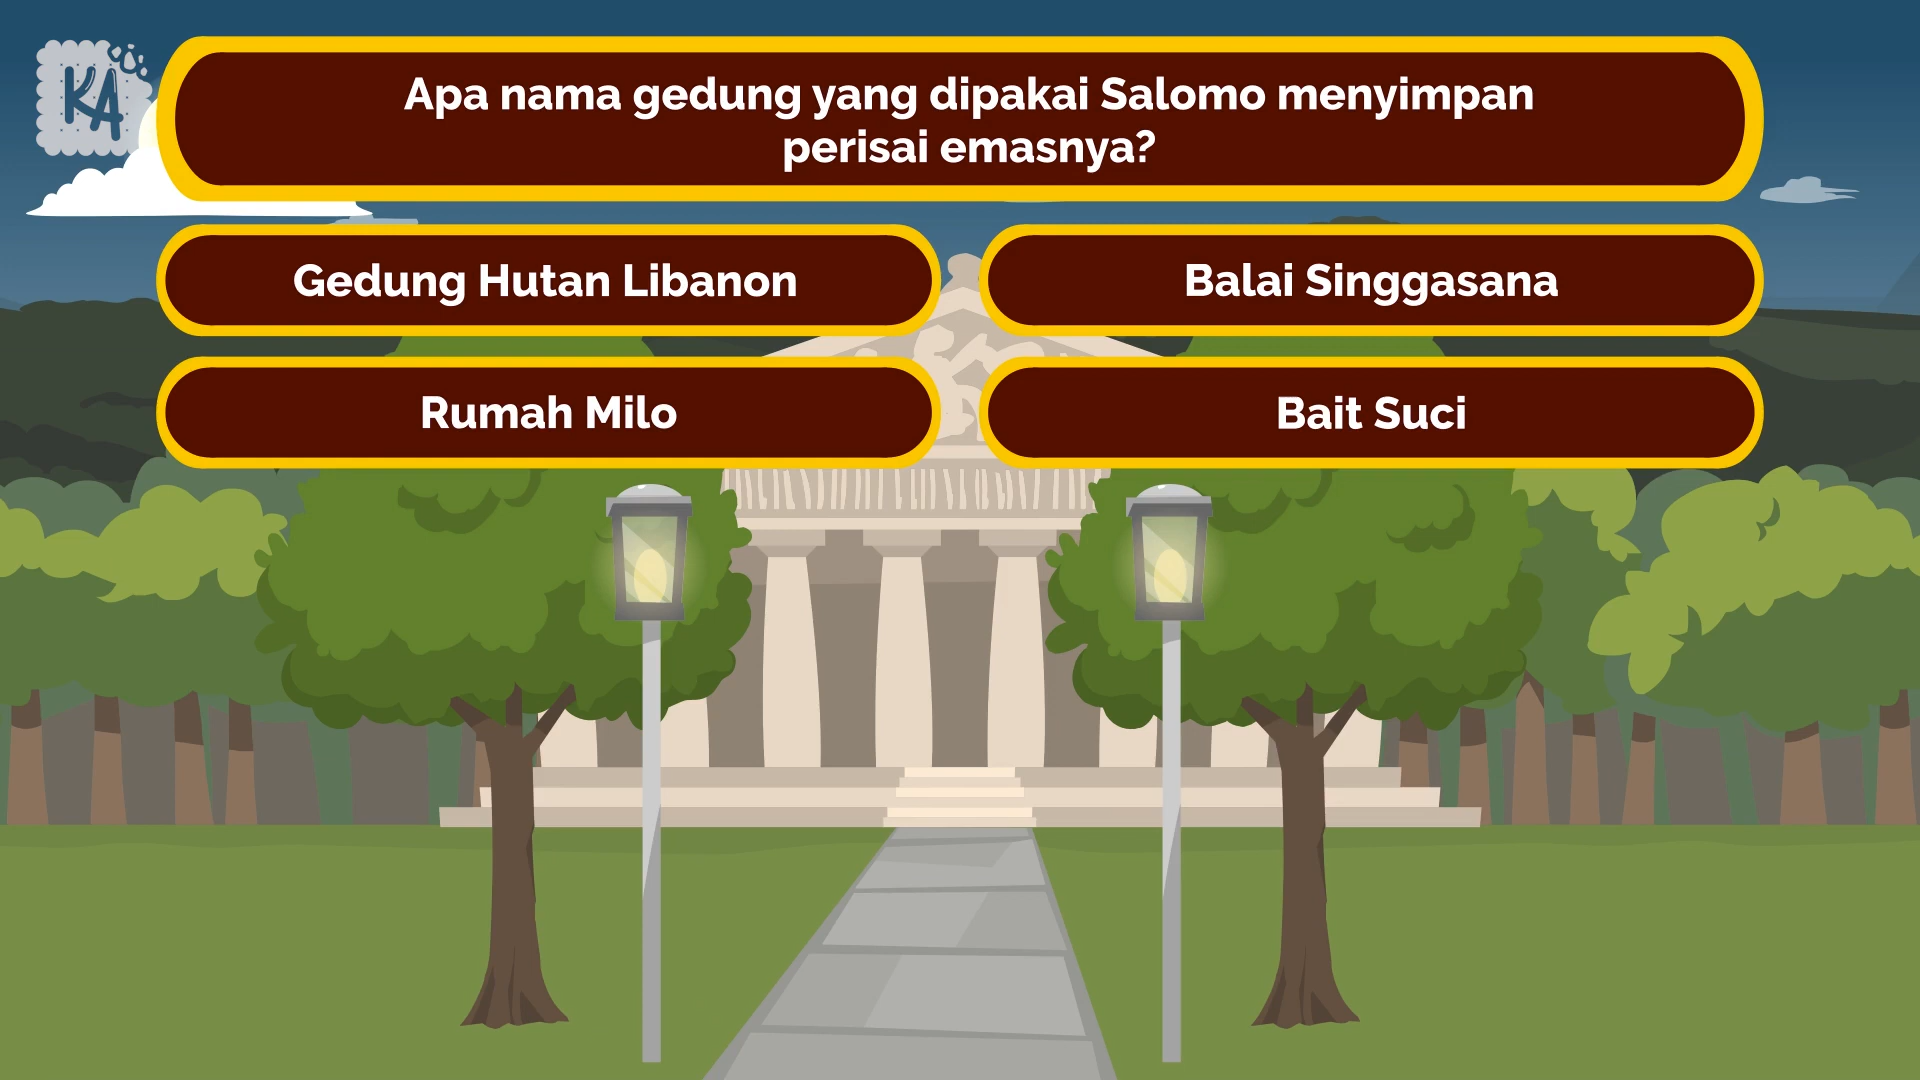 KA
Apa nama gedung yang dipakai Salomo menyimpan
perisai emasnya?
Gedung Hutan Libanon
Balai Singgasana
Rumah Milo
Bait Suci